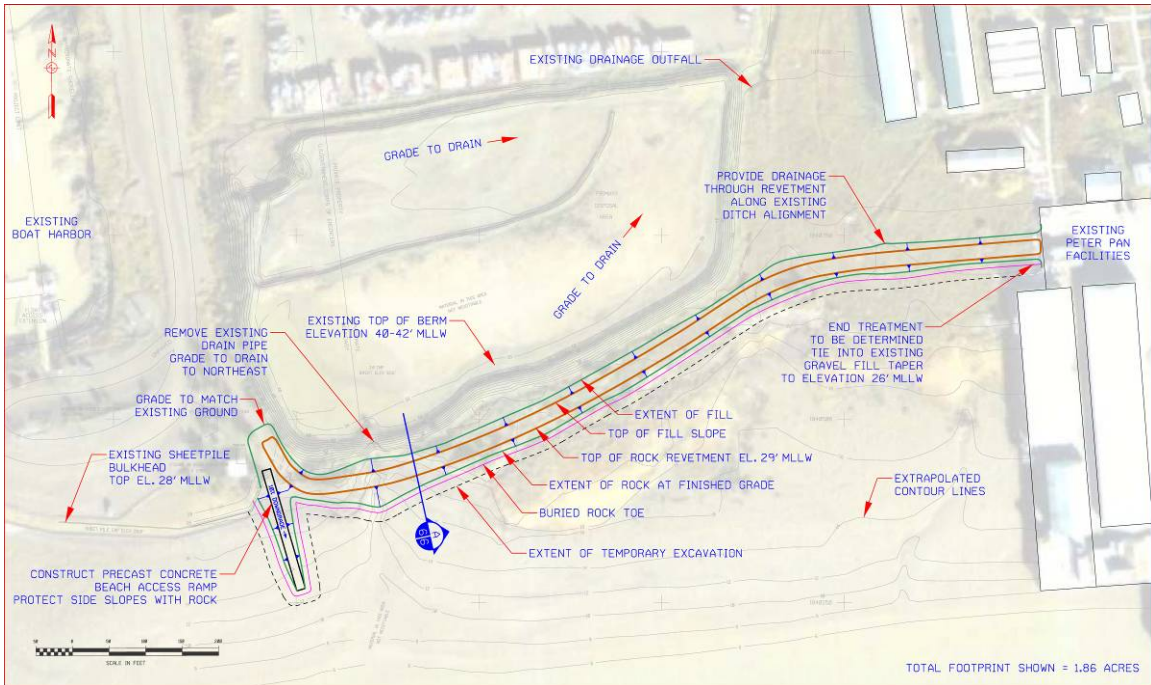 N
EXISTING DRAINAGE OUTFALL
GRADE TO DRAIN
PROVIDE DRAINAGE
THROUGH REVETMENT
ALONG EXISTING
DITCH ALIGNMENT
EXISTING
BOAT HARBOR
EXISTING
PETER PAN
FACILITIES
GRADE TO DRAIN
EXISTING TOP OF BERM
ELEVATION 40-42' MLLW
REMOVE EXISTING
DRAIN PIPE
GRADE TO DRAIN
TO NORTHEAST
END TREATMENT
TO BE DETERMINED
TIE INTO EXISTING
GRAVEL FILL TAPER
TO ELEVATION 26' MLLW
GRADE TO MATCH
EXISTING GROUND
EXTENT OF FILL
TOP OF FILL SLOPE
TOP OF ROCK REVETMENT EL. 29' MLLW
EXISTING SHEETPILE
BULKHEAD
TOP EL. 28' MLLW
EXTENT OF ROCK AT FINISHED GRADE
EXTRAPOLATED
CONTOUR LINES
BURIED ROCK TOE
A
EXTENT OF TEMPORARY EXCAVATION
CONSTRUCT PRECAST CONCRETE
BEACH ACCESS RAMP
PROTECT SIDE SLOPES WITH ROCK
SCALE IN FEET
TOTAL FOOTPRINT SHOWN = 1.86 ACRES